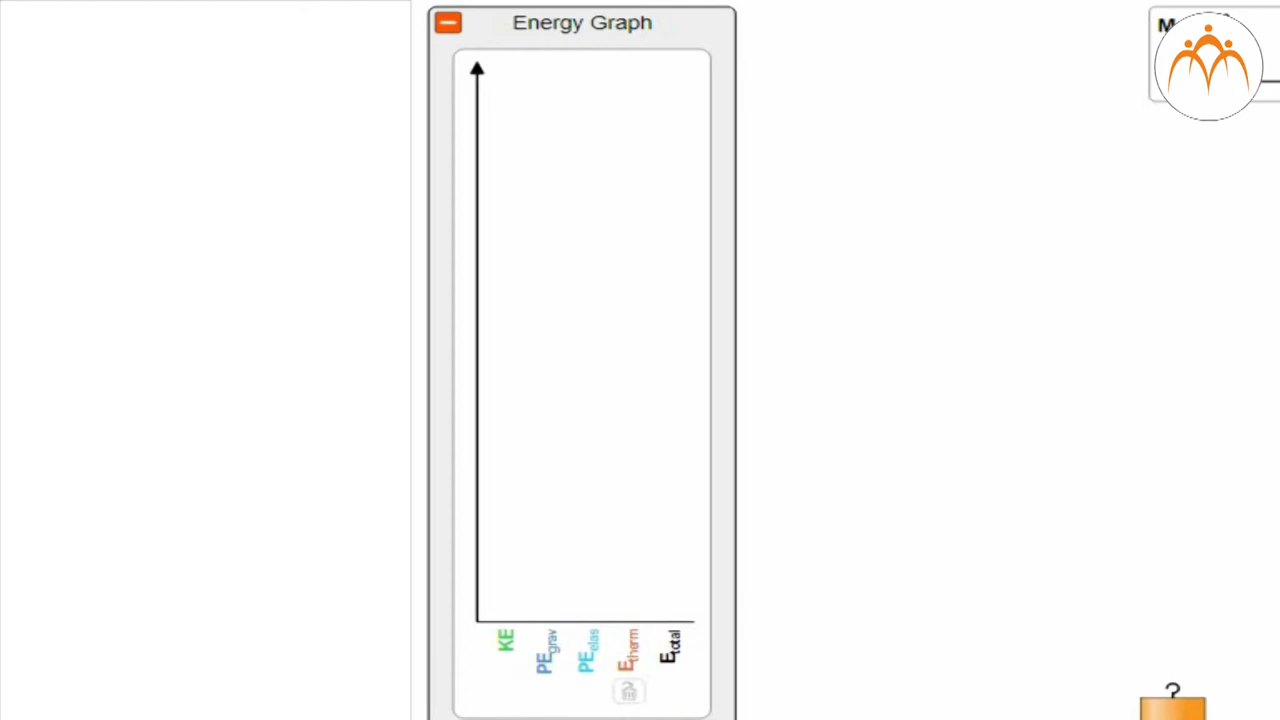 Energy Graph
KE
PEgrav
PEelas
Etherm
Etotal
?